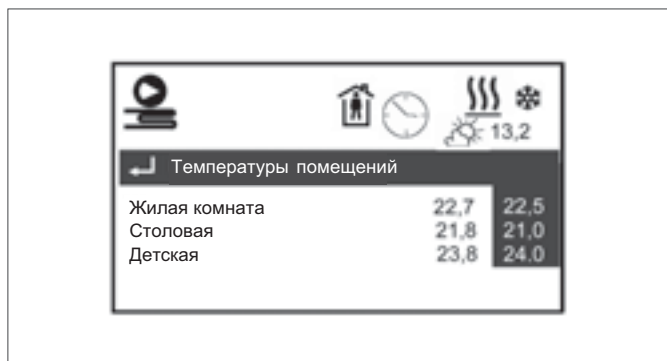 13,2
Температуры помещений
Жилая комната 22,7 22,5
Столовая 21,8 21,0
Детская 23,8 24.0